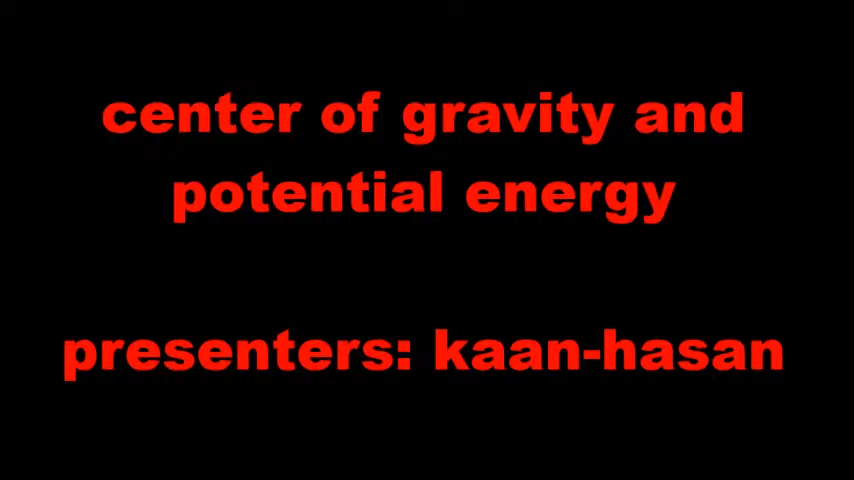 center of gravity and
potential energy
presenters: kaan-hasan